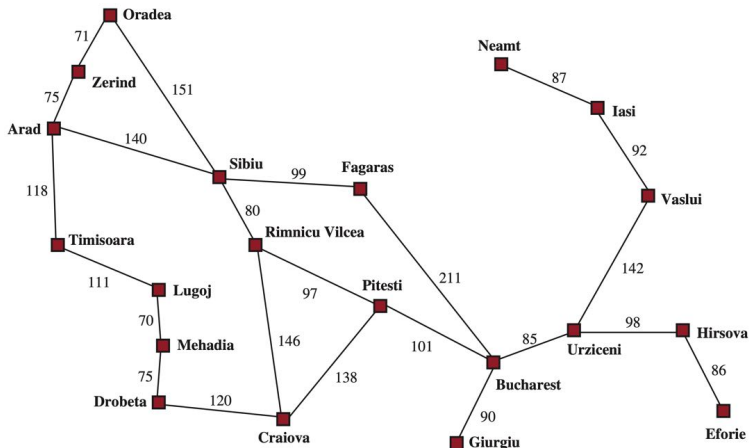 Oradea
71
Neamt
Zerind
87
75
151
Iasi
Arad
140
92
Sibiu
99
Fagaras
118
Vaslui
80
Timisoara
Rimnicu Vilcea
142
111
Lugoj
97
Pitesti
211
70
98
Hirsova
146
85
Mehadia
101
Urziceni
86
75
138
Bucharest
Drobeta
120
90
Craiova
Giurgiu
Eforie